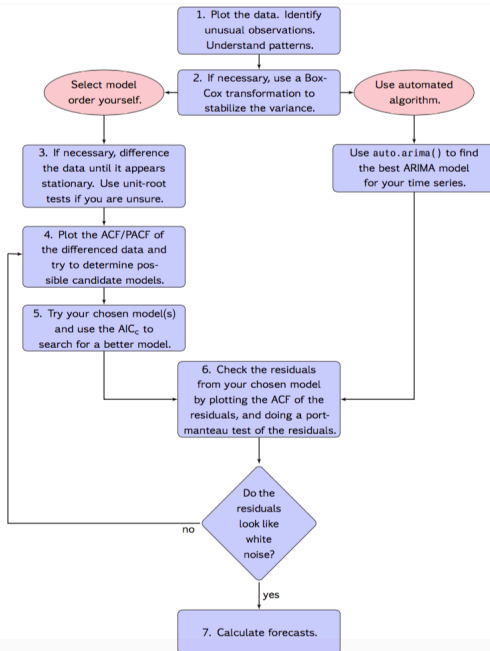 1. Plot the data. Identify
unusual observations.
Understand patterns.
Select model
order yourself.
2. If necessary, use a Box-
Cox transformation to
stabilize the variance.
Use automated
algorithm.
3. If necessary, difference
the data until it appears
stationary. Use unit-root
tests if you are unsure.
Use auto.arima() to find
the best ARIMA model
for your time series.
4. Plot the ACF/PACF of
the differenced data and
try to determine pos-
sible candidate models.
5. Try your chosen model(s)
and use the AICc to
search for a better model.
6. Check the residuals
from your chosen model
by plotting the ACF of the
residuals, and doing a port-
manteau test of the residuals.
Do the
residuals
look like
white
noise?
no
yes
7. Calculate forecasts.